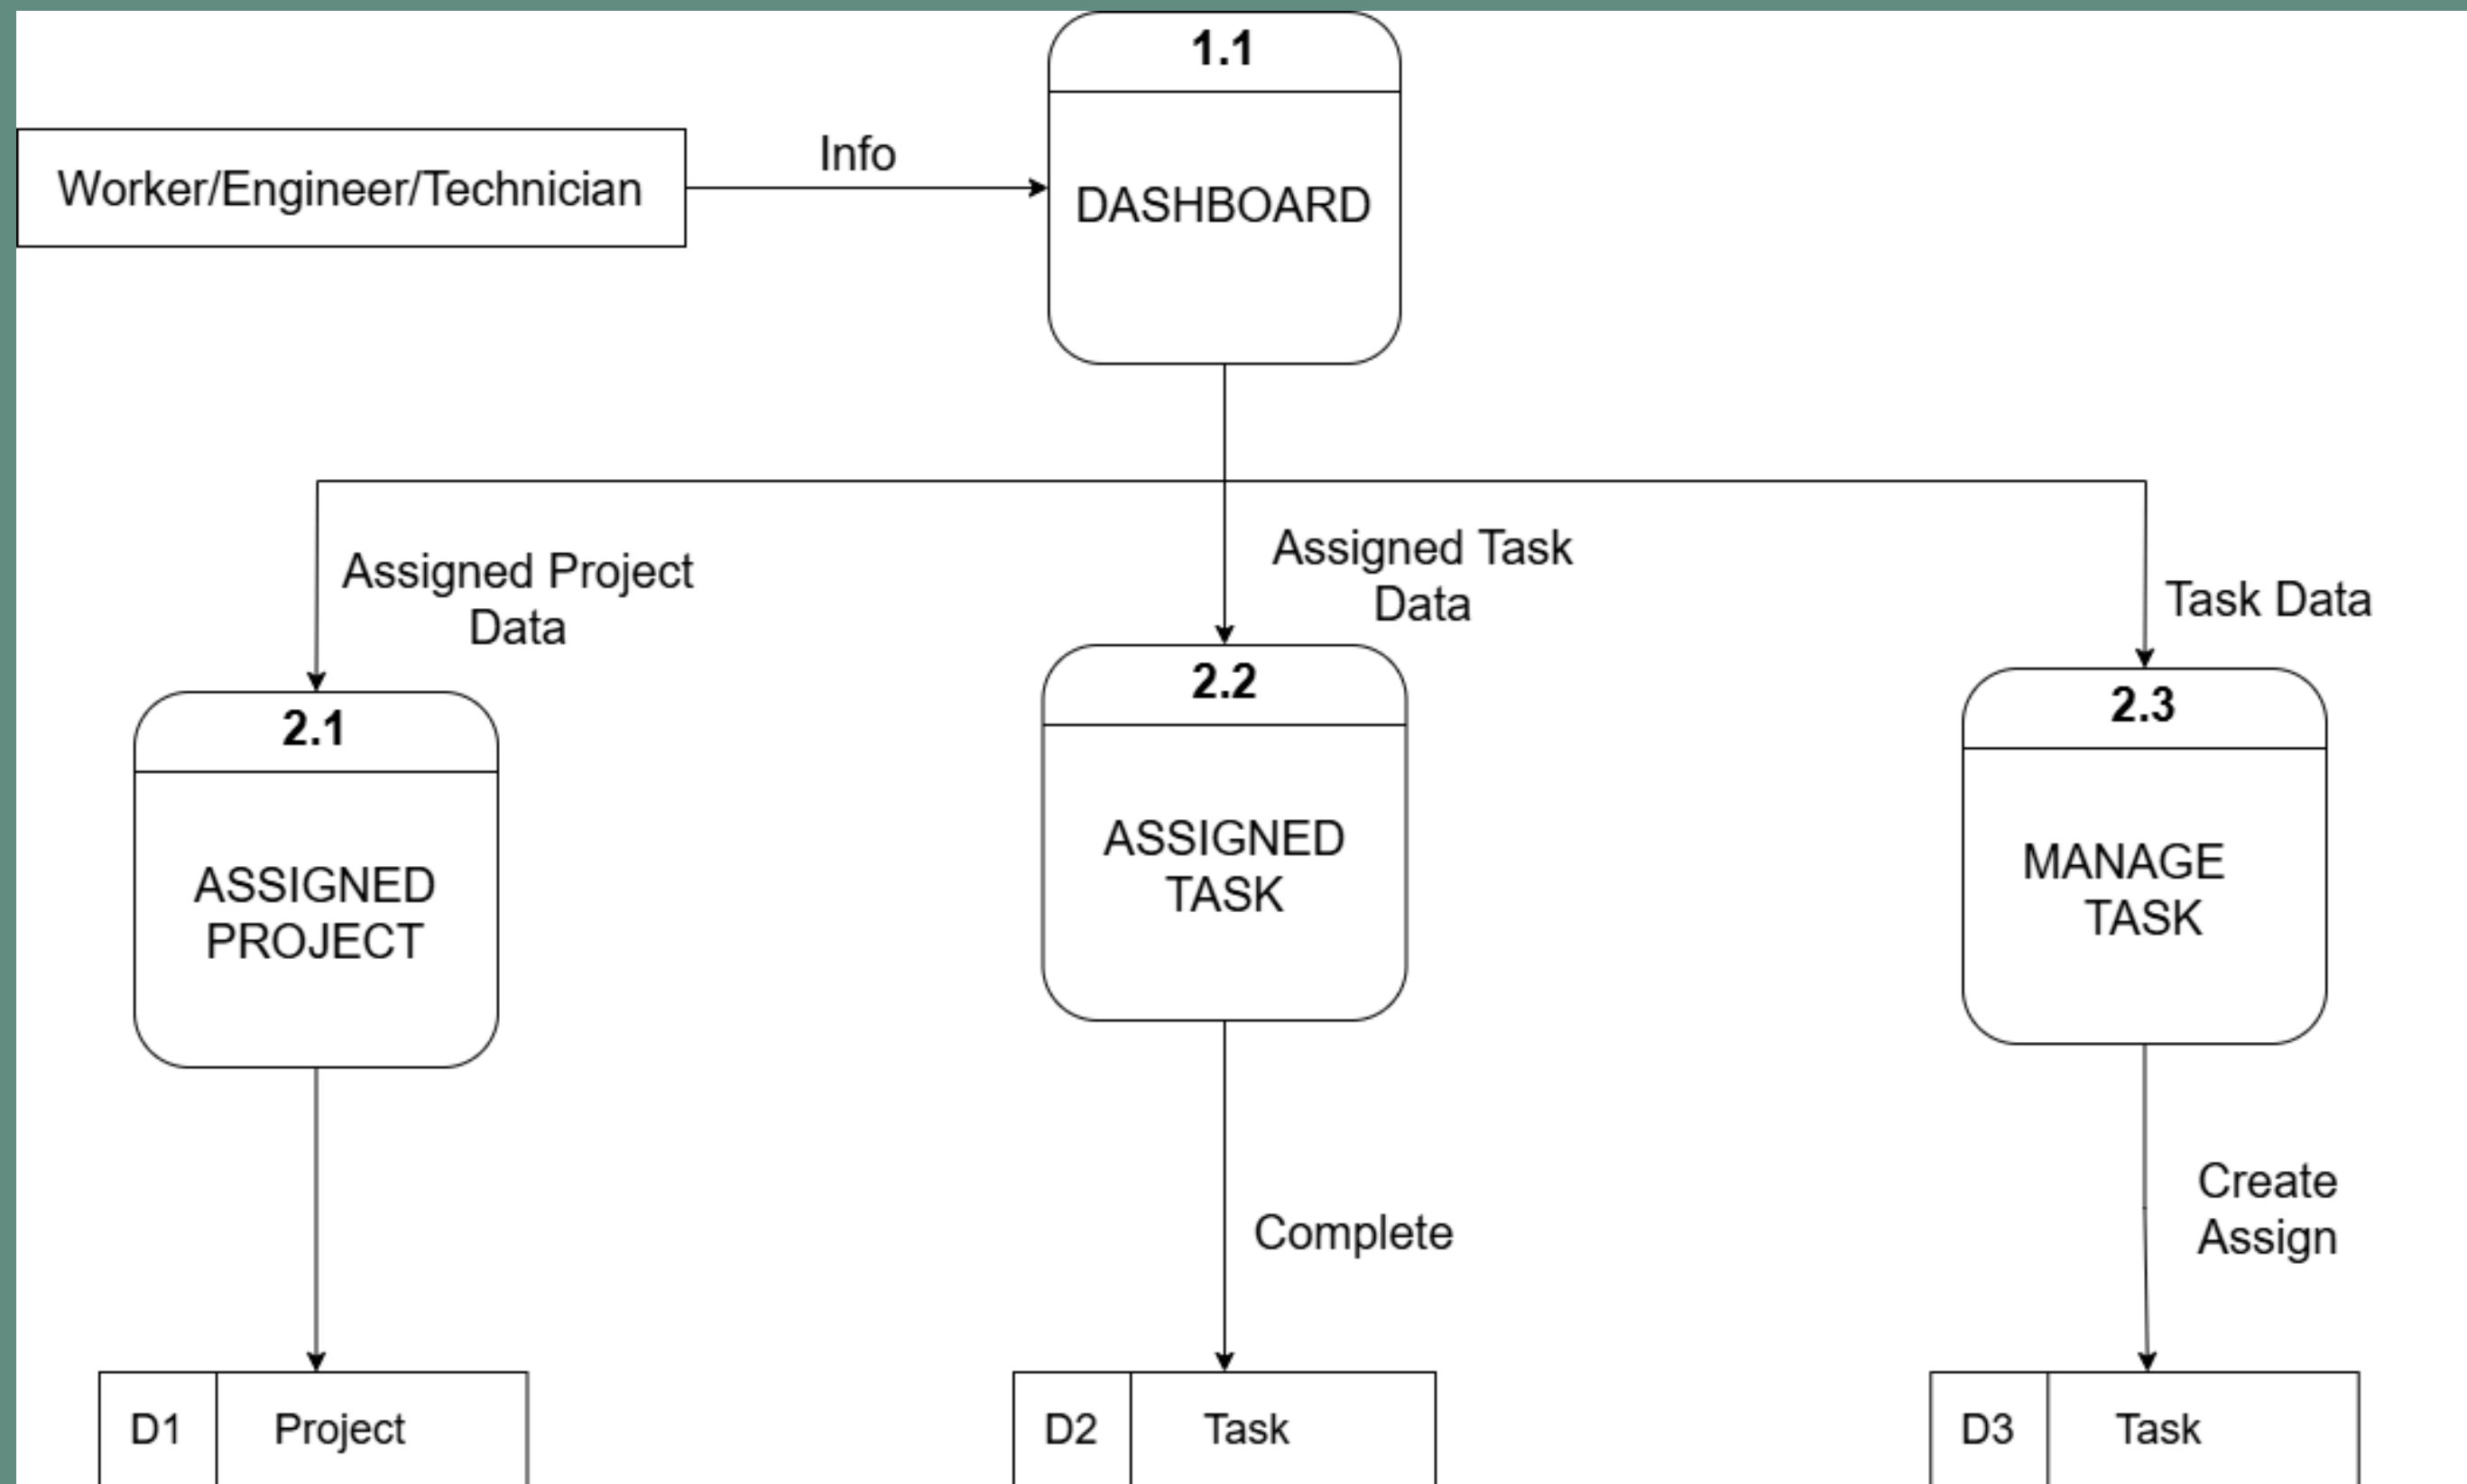 1.1
Worker/Engineer/Technician
Info
DASHBOARD
Assigned Project
Data
Assigned Task
Data
Task Data
2.1
ASSIGNED
PROJECT
2.2
ASSIGNED
TASK
2.3
MANAGE
TASK
Complete
Create
Assign
D1
Project
D2
Task
D3
Task